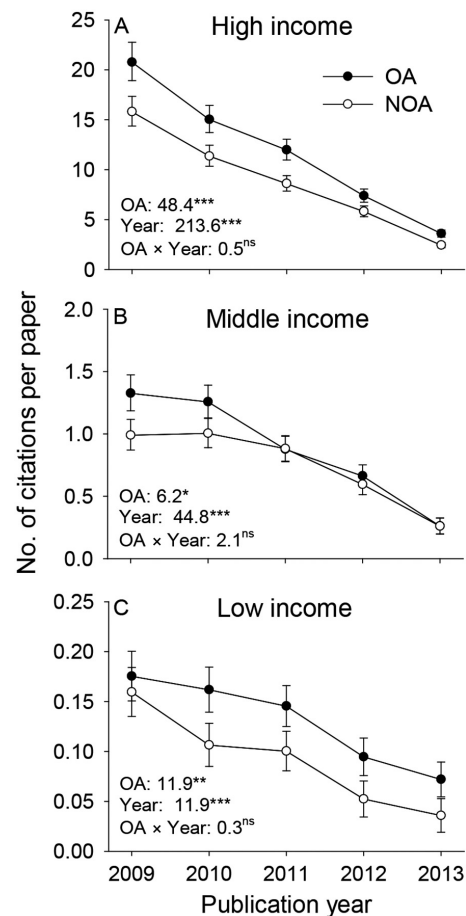 No. of citations per paper
A
High income
25
20
15
10
5
0
OA
NOA
OA: 48.4***
Year: 213.6***
OA × Year: 0.5ns
B
Middle income
2.0
1.5
1.0
0.5
0.0
OA: 6.2*
Year: 44.8***
OA × Year: 2.1ns
C
Low income
0.25
0.20
0.15
0.10
0.05
0.00
OA: 11.9**
Year: 11.9***
OA × Year: 0.3ns
2009 2010 2011 2012 2013
Publication year